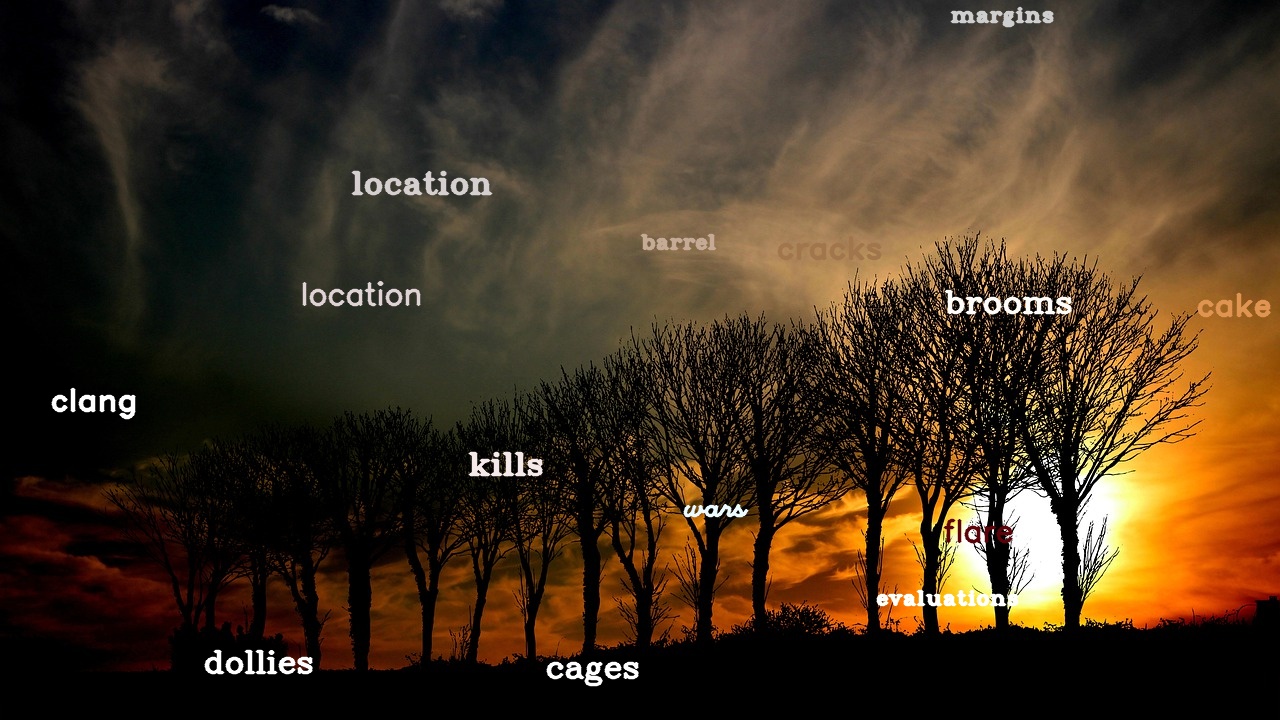 margins
location
barrel
cracks
location
brooms
cake
clang
kills
wars
flare
evaluations
dollies
cages